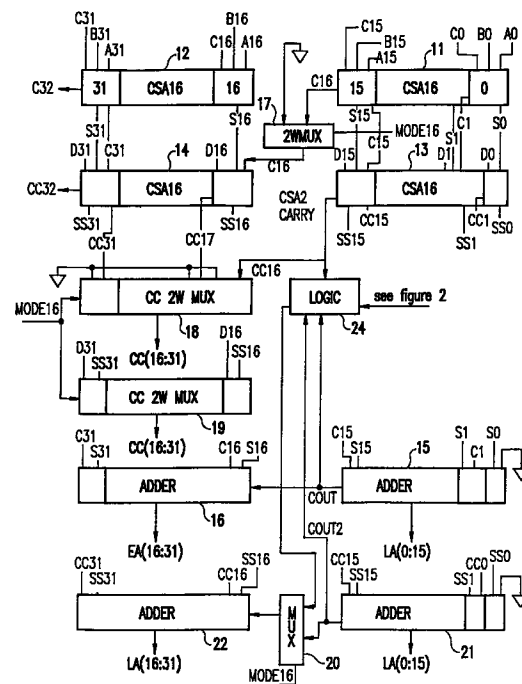 C31
B31
A31
12
C16
B16
A16
C15
B15
A15
11
C0
B0
A0
C32
31
CSA16
16
C16
15
CSA16
0
17
2WMUX
MODE16
S31
C31
S16
C16
S15
C15
S1
C1
S0
D31
14
D16
D15
13
D1
D0
CC32
CSA16
CSA16
SS31
SS16
CSA2
CARRY
SS15
CC15
SS1
CC1
SS0
CC31
CC17
CC16
MODE16
CC 2W MUX
18
LOGIC
24
see figure 2
CC(16:31)
D31
SS31
D16
SS16
CC 2W MUX
19
CC(16:31)
C31
S31
C16
S16
C15
S15
15
S1
C1
S0
ADDER
16
COUT
ADDER
EA(16:31)
COUT2
LA(0:15)
CC31
SS31
CC16
SS16
CC15
SS15
SS1
CC0
SS0
ADDER
22
MUX
20
ADDER
21
LA(16:31)
MODE16
LA(0:15)